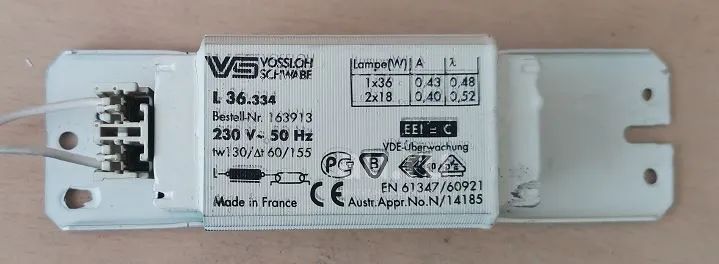 VS VOSSLOH
SCHWABE
L 36.334
Bestell-Nr. 163913
230 V~ 50 Hz
tw130/Δt 60/155
Made in France
Lampe(W) A λ
1x36 0,43 0,48
2x18 0,40 0,52
EEI = C
VDE-Überwachung
EN 61347/60921
Austr.Appr.No.N/14185